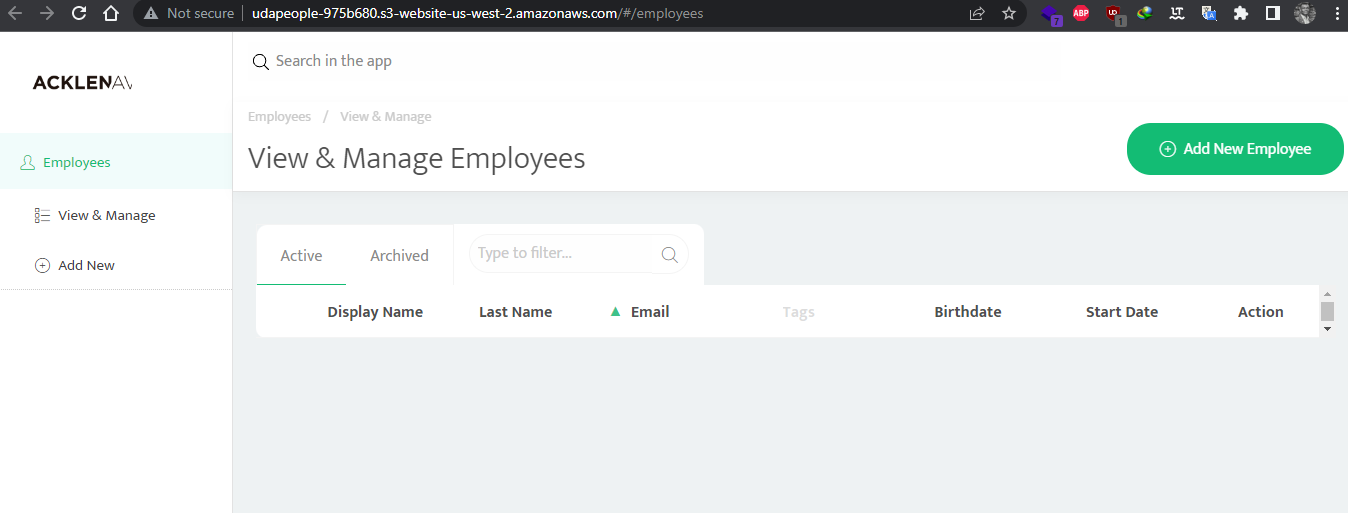 Not secure | udapeople-975b680.s3-website-us-west-2.amazonaws.com/#/employees
7 ABP UD 1
ACKLENAV
Search in the app
Employees / View & Manage
View & Manage Employees
Add New Employee
Employees
View & Manage
Add New
Active Archived Type to filter...
Display Name Last Name Email Tags Birthdate Start Date Action